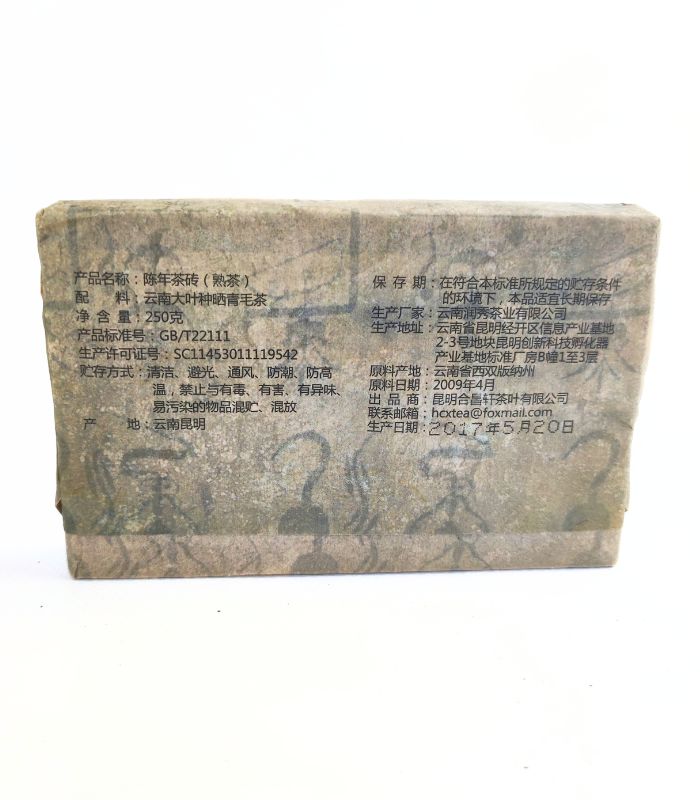 产品名称：陈年茶砖（熟茶）
配　　料：云南大叶种晒青毛茶
净 含 量：250克
产品标准号：GB/T22111
生产许可证号：SC11453011119542
贮存方式：清洁、避光、通风、防潮、防高
温，禁止与有毒、有害、有异味、
易污染的物品混贮、混放
产　　地：云南昆明
保 存 期：在符合本标准所规定的贮存条件
的环境下，本品适宜长期保存
生产厂家：云南润秀茶业有限公司
生产地址：云南省昆明经开区信息产业基地
2-3号地块昆明创新科技孵化器
产业基地标准厂房B幢1至3层
原料产地：云南省西双版纳州
原料日期：2009年4月
出 品 商：昆明合昌轩茶叶有限公司
联系邮箱：hcxtea@foxmail.com
生产日期：2017年5月20日